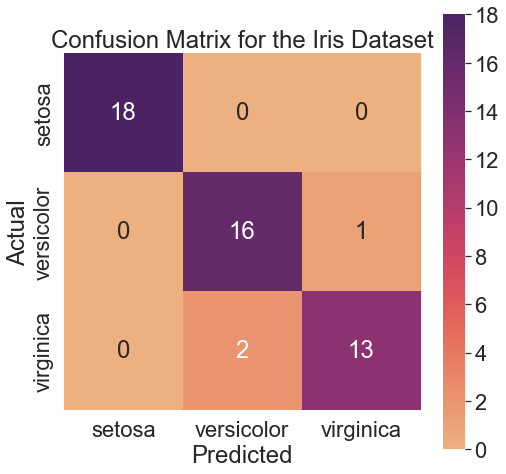 Confusion Matrix for the Iris Dataset
Actual
setosa
18 0 0
versicolor
0 16 1
virginica
0 2 13
setosa versicolor virginica
Predicted
18
16
14
12
10
8
6
4
2
0